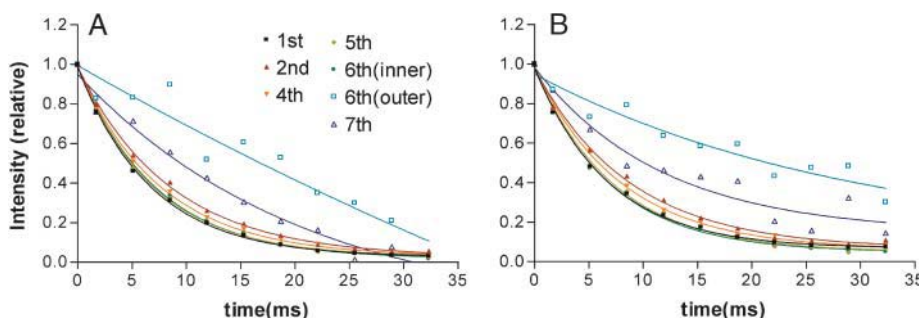 A
B
1.2
1.0
0.8
0.6
0.4
0.2
0.0
Intensity (relative)
0 5 10 15 20 25 30 35
time(ms)
1st
2nd
4th
5th
6th(inner)
6th(outer)
7th
1.2
1.0
0.8
0.6
0.4
0.2
0.0
0 5 10 15 20 25 30 35
time(ms)